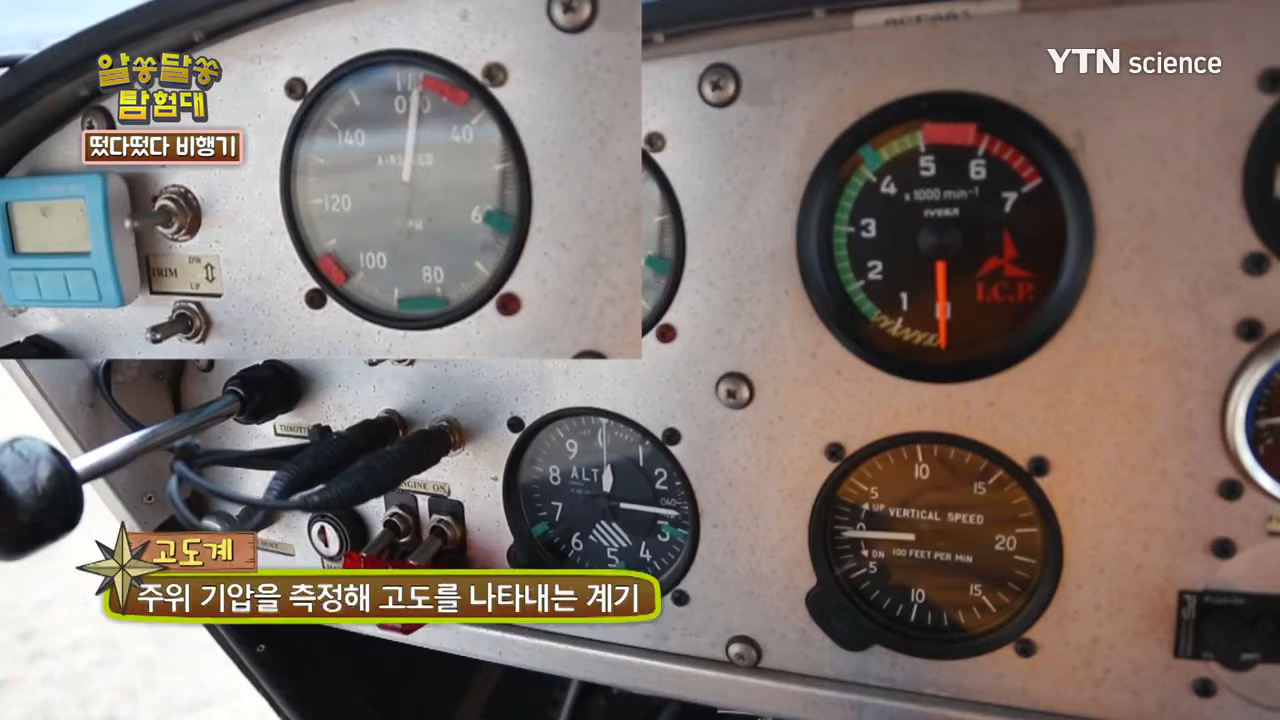 알쏭달쏭
탐험대
떴다떴다 비행기
YTN science
110
0
40
140
AIRSPEED
120
60
100
80
TRIM
DW
UP
4
5
6
7
x 1000 min⁻¹
3
2
1
0
I.C.P.
ENGINE ON
0
9
1
8
ALT
2
7
3
6
5
4
10
5
15
UP
VERTICAL SPEED
0
20
DN
100 FEET PER MIN
5
15
10
고도계
주위 기압을 측정해 고도를 나타내는 계기